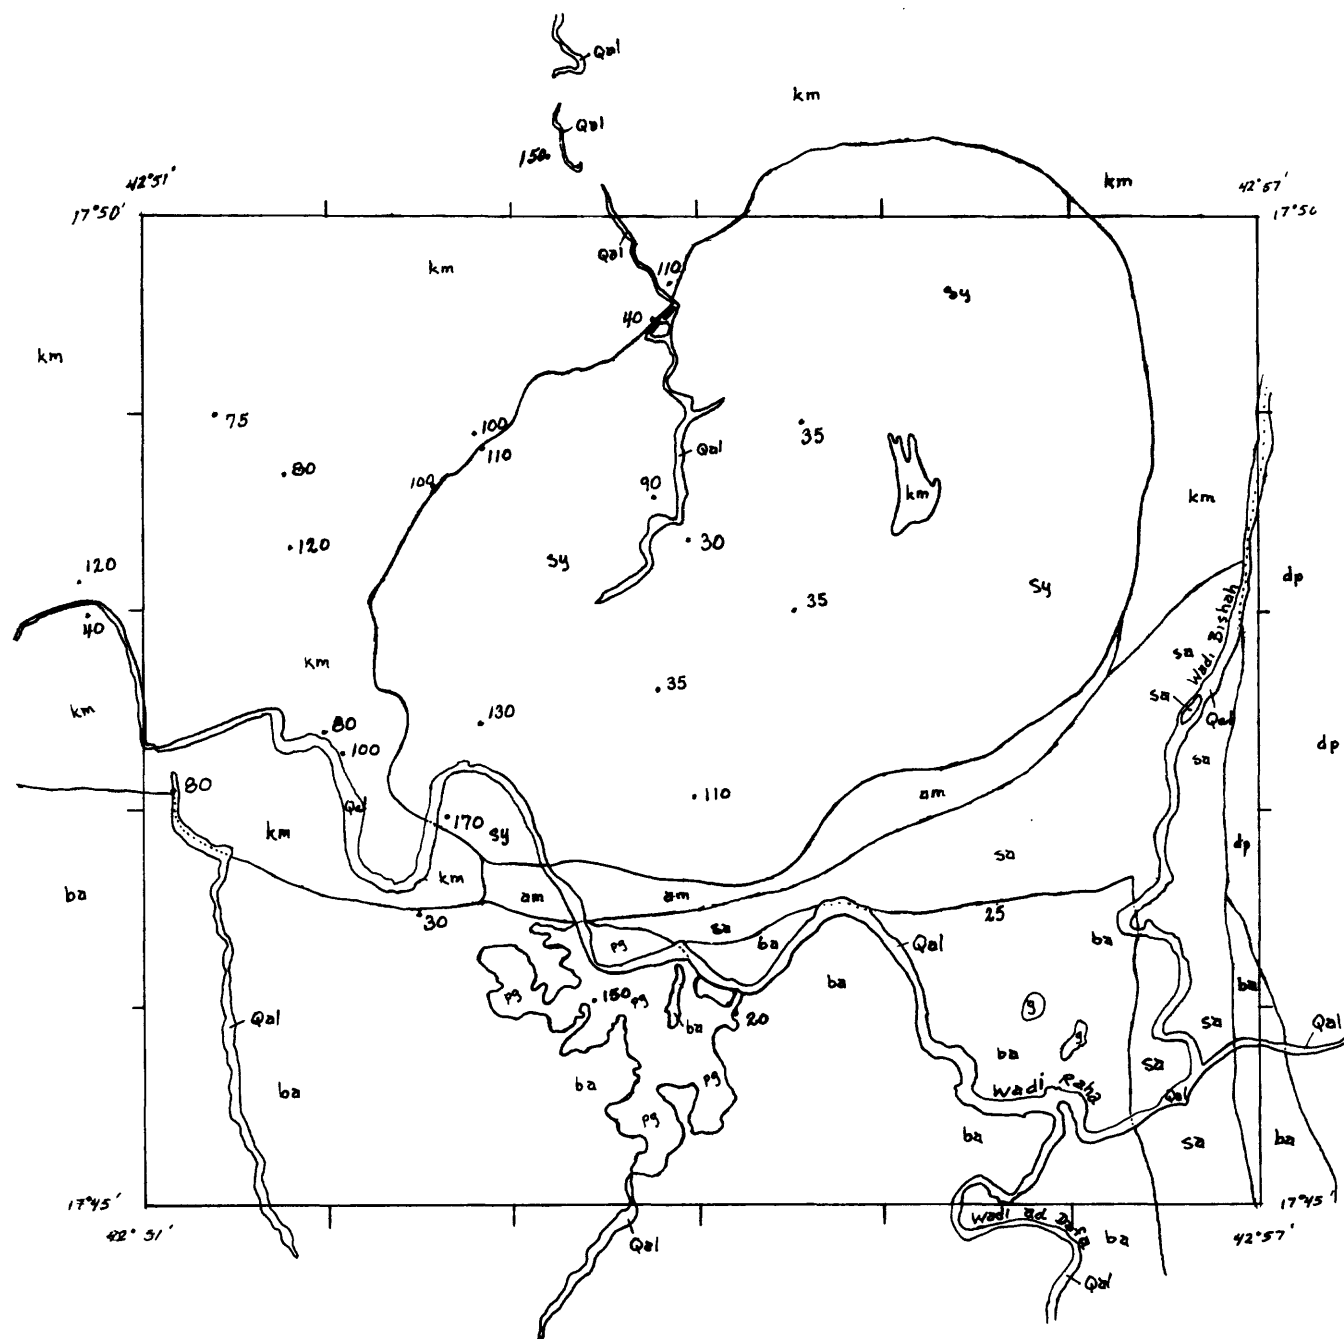 Qal
km
Qal
150
km
42°51'
42°57'
17°50'
17°50
Qal
km
110
sy
40
km
75
100
35
110
Qal
80
100
90
km
km
120
30
sy
120
dp
sy
35
40
Wadi Bishah
sa
km
35
sa
Qal
km
130
80
dp
100
sa
80
110
am
Qal
170
sy
km
dp
sa
km
ba
am
am
30
25
sa
pg
ba
Qal
ba
ba
ba
pg
150
pg
g
20
ba
Qal
sa
Qal
g
ba
ba
sa
pg
ba
Wadi Raha
Qal
pg
ba
sa
ba
17°45'
17°45'
42°51'
Wadi ad Dafa
ba
42°57'
Qal
Qal